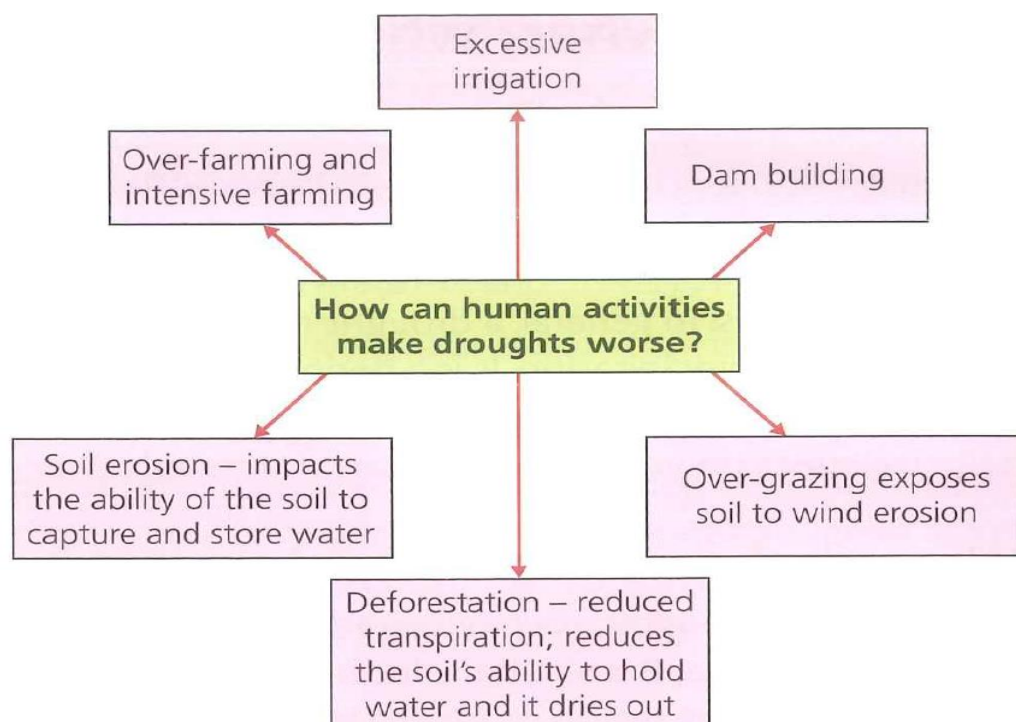 Excessive
irrigation
Over-farming and
intensive farming
Dam building
How can human activities
make droughts worse?
Soil erosion – impacts
the ability of the soil to
capture and store water
Over-grazing exposes
soil to wind erosion
Deforestation – reduced
transpiration; reduces
the soil's ability to hold
water and it dries out